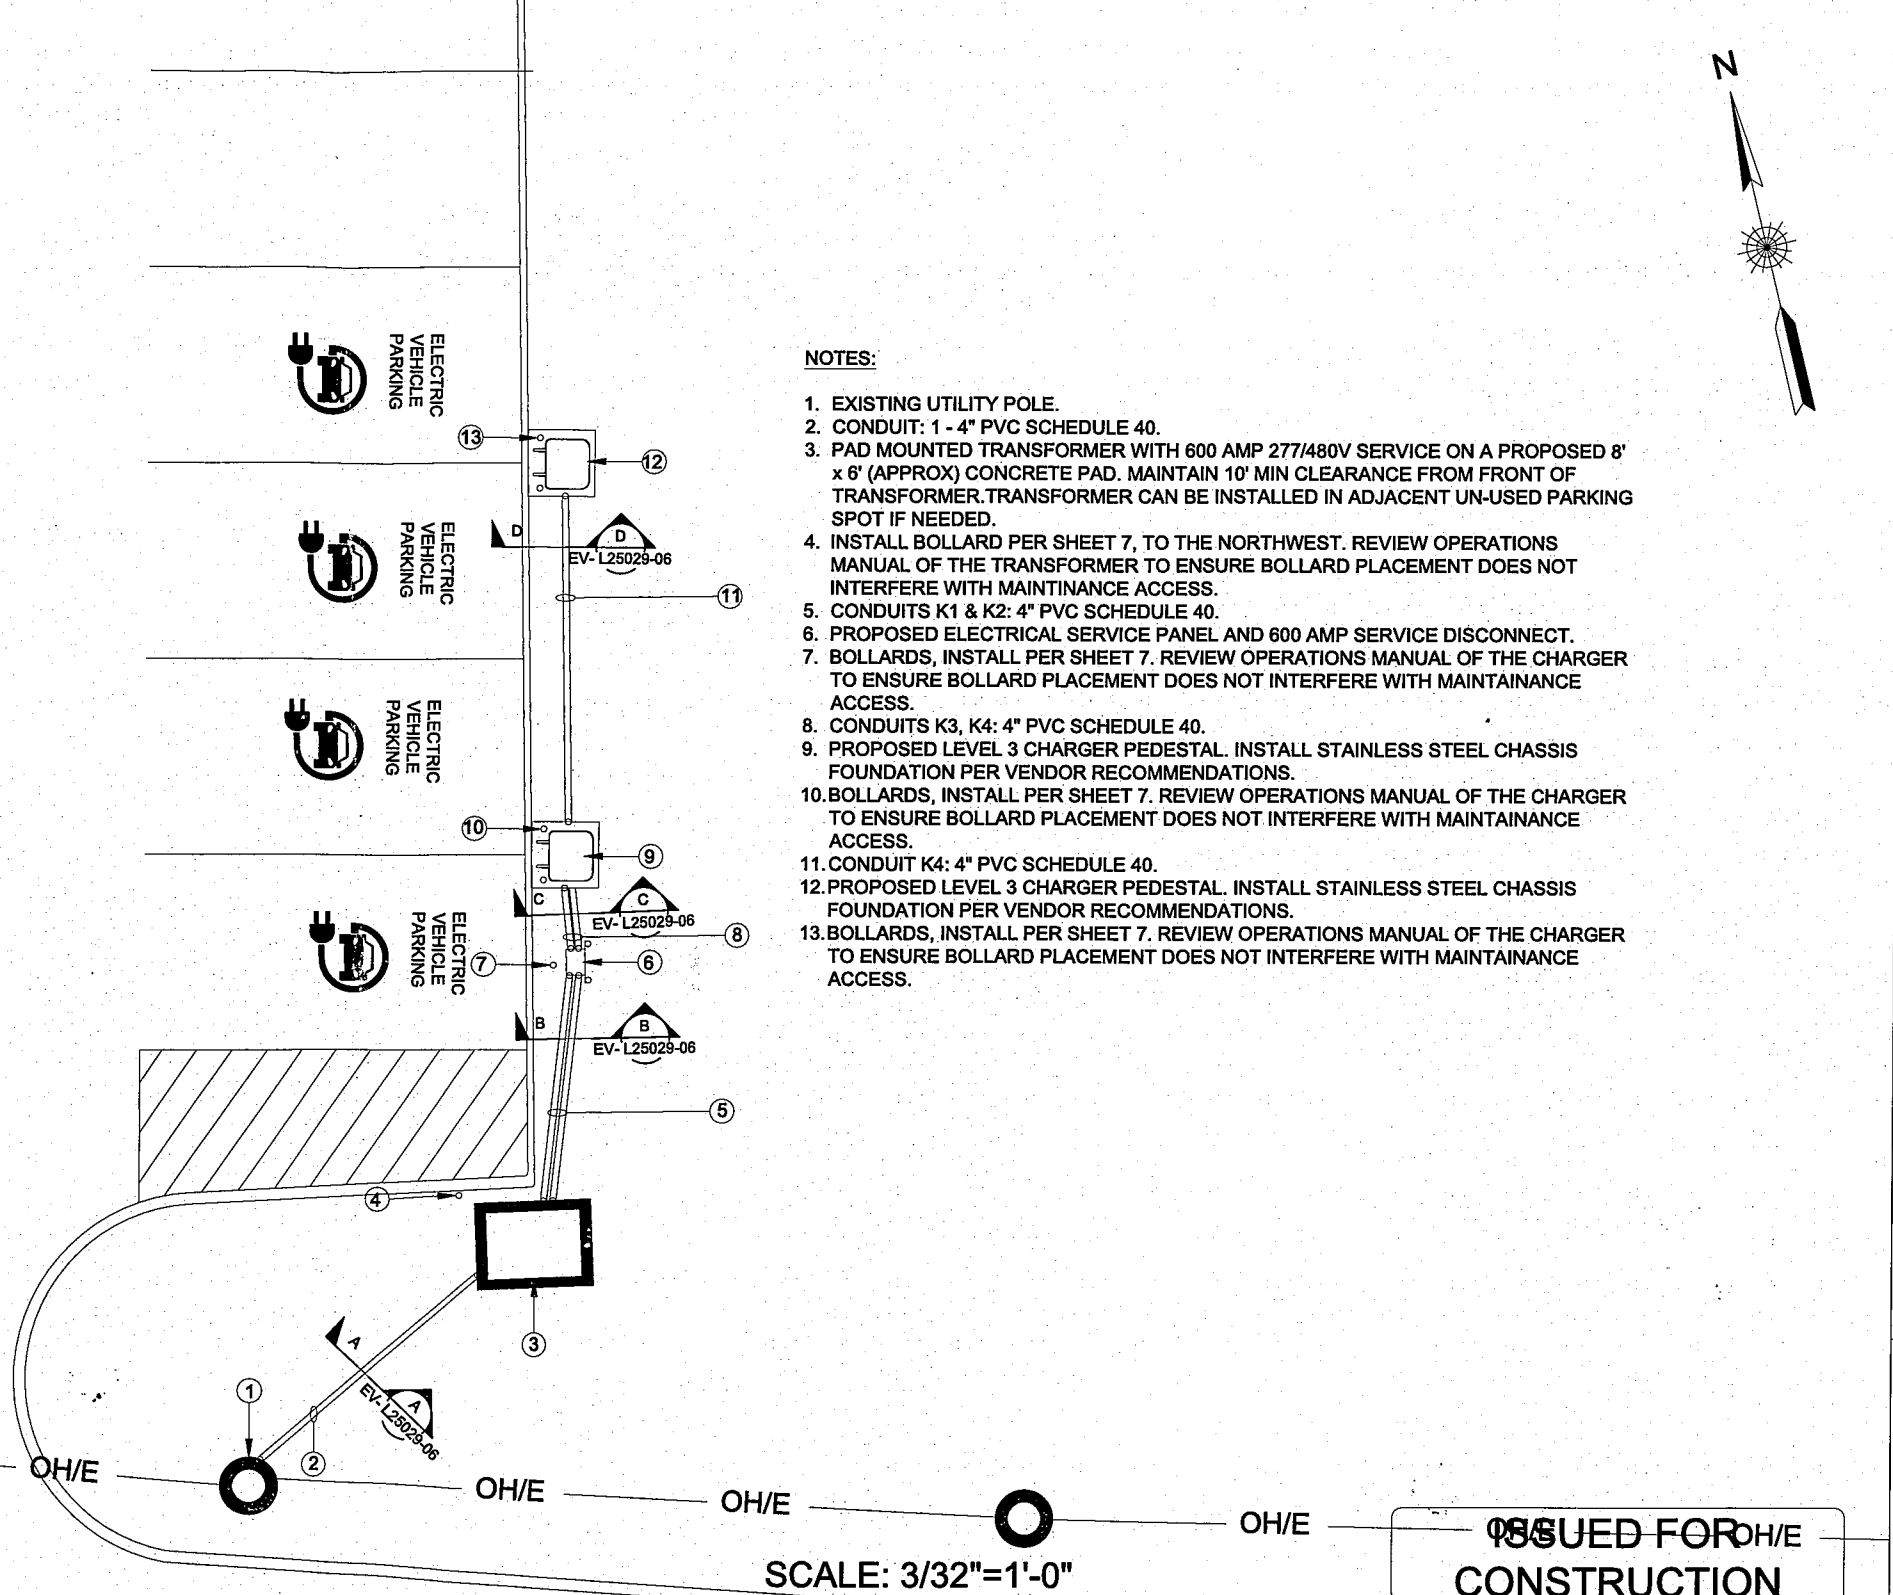 N
ELECTRIC
VEHICLE
PARKING
13
12
ELECTRIC
VEHICLE
PARKING
D
D
EV- L25029-06
11
ELECTRIC
VEHICLE
PARKING
10
9
C
C
EV- L25029-06
8
ELECTRIC
VEHICLE
PARKING
7
6
B
B
EV- L25029-06
5
4
3
A
A
EV- L25029-06
1
2
NOTES:
1. EXISTING UTILITY POLE.
2. CONDUIT: 1 - 4" PVC SCHEDULE 40.
3. PAD MOUNTED TRANSFORMER WITH 600 AMP 277/480V SERVICE ON A PROPOSED 8'
x 6' (APPROX) CONCRETE PAD. MAINTAIN 10' MIN CLEARANCE FROM FRONT OF
TRANSFORMER.TRANSFORMER CAN BE INSTALLED IN ADJACENT UN-USED PARKING
SPOT IF NEEDED.
4. INSTALL BOLLARD PER SHEET 7, TO THE NORTHWEST. REVIEW OPERATIONS
MANUAL OF THE TRANSFORMER TO ENSURE BOLLARD PLACEMENT DOES NOT
INTERFERE WITH MAINTINANCE ACCESS.
5. CONDUITS K1 & K2: 4" PVC SCHEDULE 40.
6. PROPOSED ELECTRICAL SERVICE PANEL AND 600 AMP SERVICE DISCONNECT.
7. BOLLARDS, INSTALL PER SHEET 7. REVIEW OPERATIONS MANUAL OF THE CHARGER
TO ENSURE BOLLARD PLACEMENT DOES NOT INTERFERE WITH MAINTAINANCE
ACCESS.
8. CONDUITS K3, K4: 4" PVC SCHEDULE 40.
9. PROPOSED LEVEL 3 CHARGER PEDESTAL. INSTALL STAINLESS STEEL CHASSIS
FOUNDATION PER VENDOR RECOMMENDATIONS.
10. BOLLARDS, INSTALL PER SHEET 7. REVIEW OPERATIONS MANUAL OF THE CHARGER
TO ENSURE BOLLARD PLACEMENT DOES NOT INTERFERE WITH MAINTAINANCE
ACCESS.
11. CONDUIT K4: 4" PVC SCHEDULE 40.
12. PROPOSED LEVEL 3 CHARGER PEDESTAL. INSTALL STAINLESS STEEL CHASSIS
FOUNDATION PER VENDOR RECOMMENDATIONS.
13. BOLLARDS, INSTALL PER SHEET 7. REVIEW OPERATIONS MANUAL OF THE CHARGER
TO ENSURE BOLLARD PLACEMENT DOES NOT INTERFERE WITH MAINTAINANCE
ACCESS.
OH/E OH/E OH/E OH/E OH/E OH/E
SCALE: 3/32"=1'-0"
ISSUED FOR
CONSTRUCTION